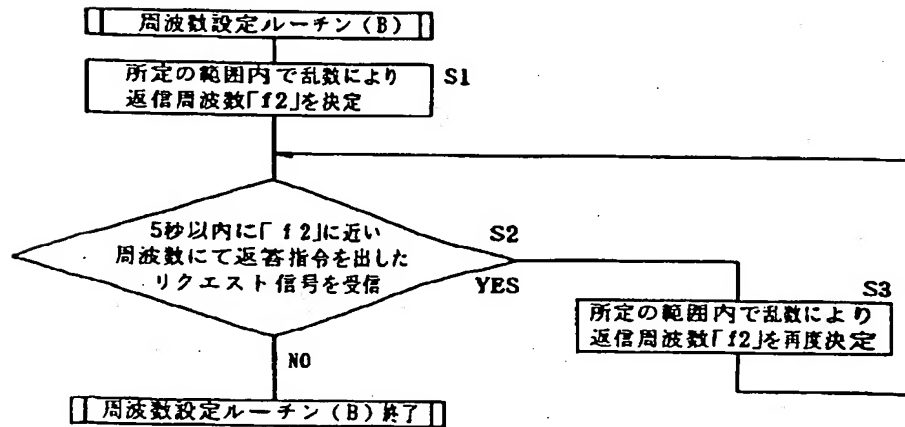 周波数設定ルーチン(B)
所定の範囲内で乱数により
返信周波数「f2」を決定
S1
5秒以内に「f2」に近い
周波数にて返答指令を出した
リクエスト信号を受信
S2
YES
S3
所定の範囲内で乱数により
返信周波数「f2」を再度決定
NO
周波数設定ルーチン(B)終了